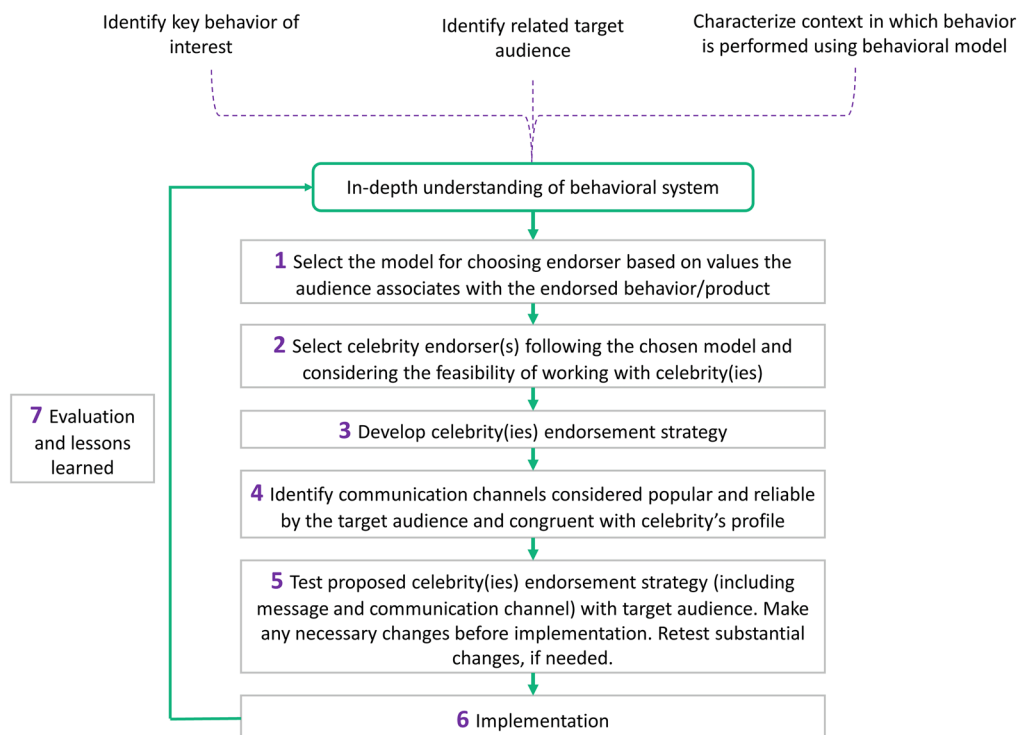 Identify key behavior of
interest
Identify related target
audience
Characterize context in which behavior
is performed using behavioral model
In-depth understanding of behavioral system
1 Select the model for choosing endorser based on values the
audience associates with the endorsed behavior/product
2 Select celebrity endorser(s) following the chosen model and
considering the feasibility of working with celebrity(ies)
3 Develop celebrity(ies) endorsement strategy
4 Identify communication channels considered popular and reliable
by the target audience and congruent with celebrity's profile
5 Test proposed celebrity(ies) endorsement strategy (including
message and communication channel) with target audience. Make
any necessary changes before implementation. Retest substantial
changes, if needed.
6 Implementation
7 Evaluation
and lessons
learned